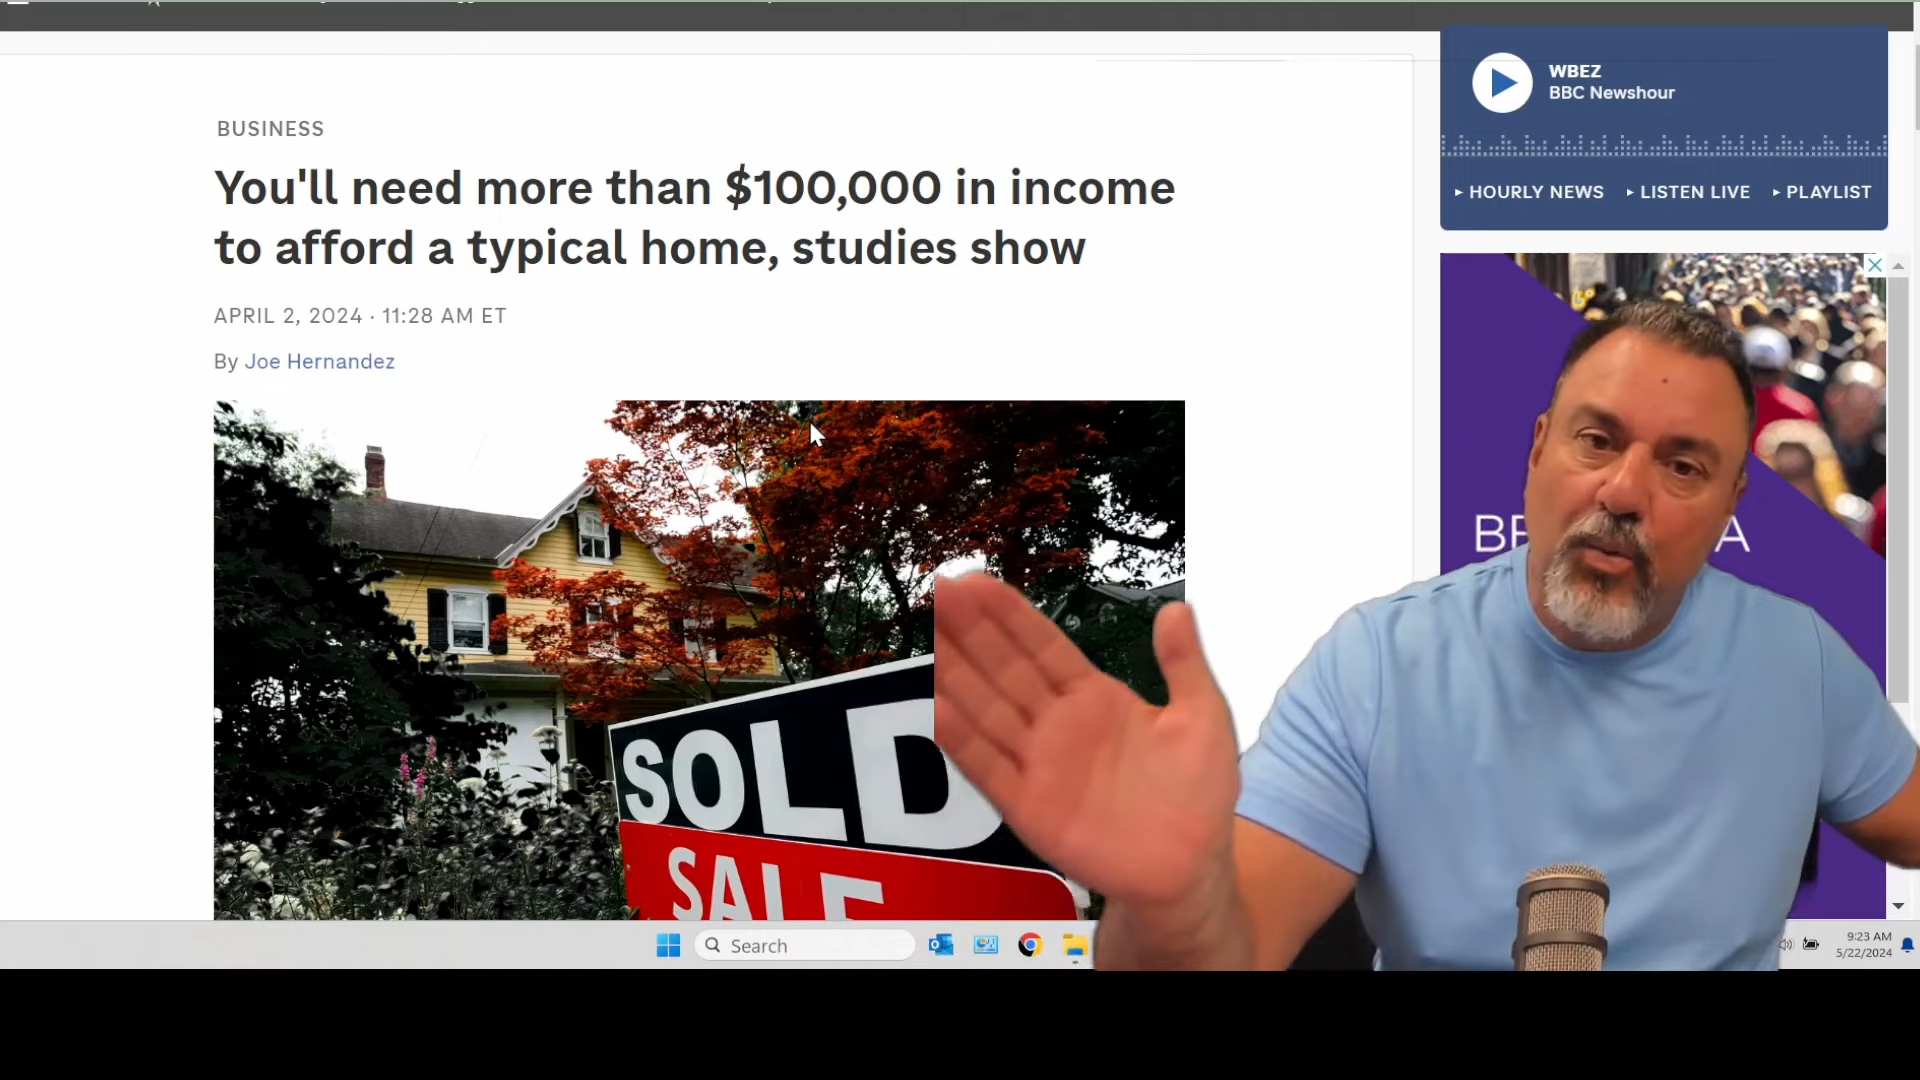 WBEZ
BBC Newshour
HOURLY NEWS LISTEN LIVE PLAYLIST
BUSINESS
You'll need more than $100,000 in income
to afford a typical home, studies show
APRIL 2, 2024 · 11:28 AM ET
By Joe Hernandez
SOLD
SALE
Search
9:23 AM
5/22/2024